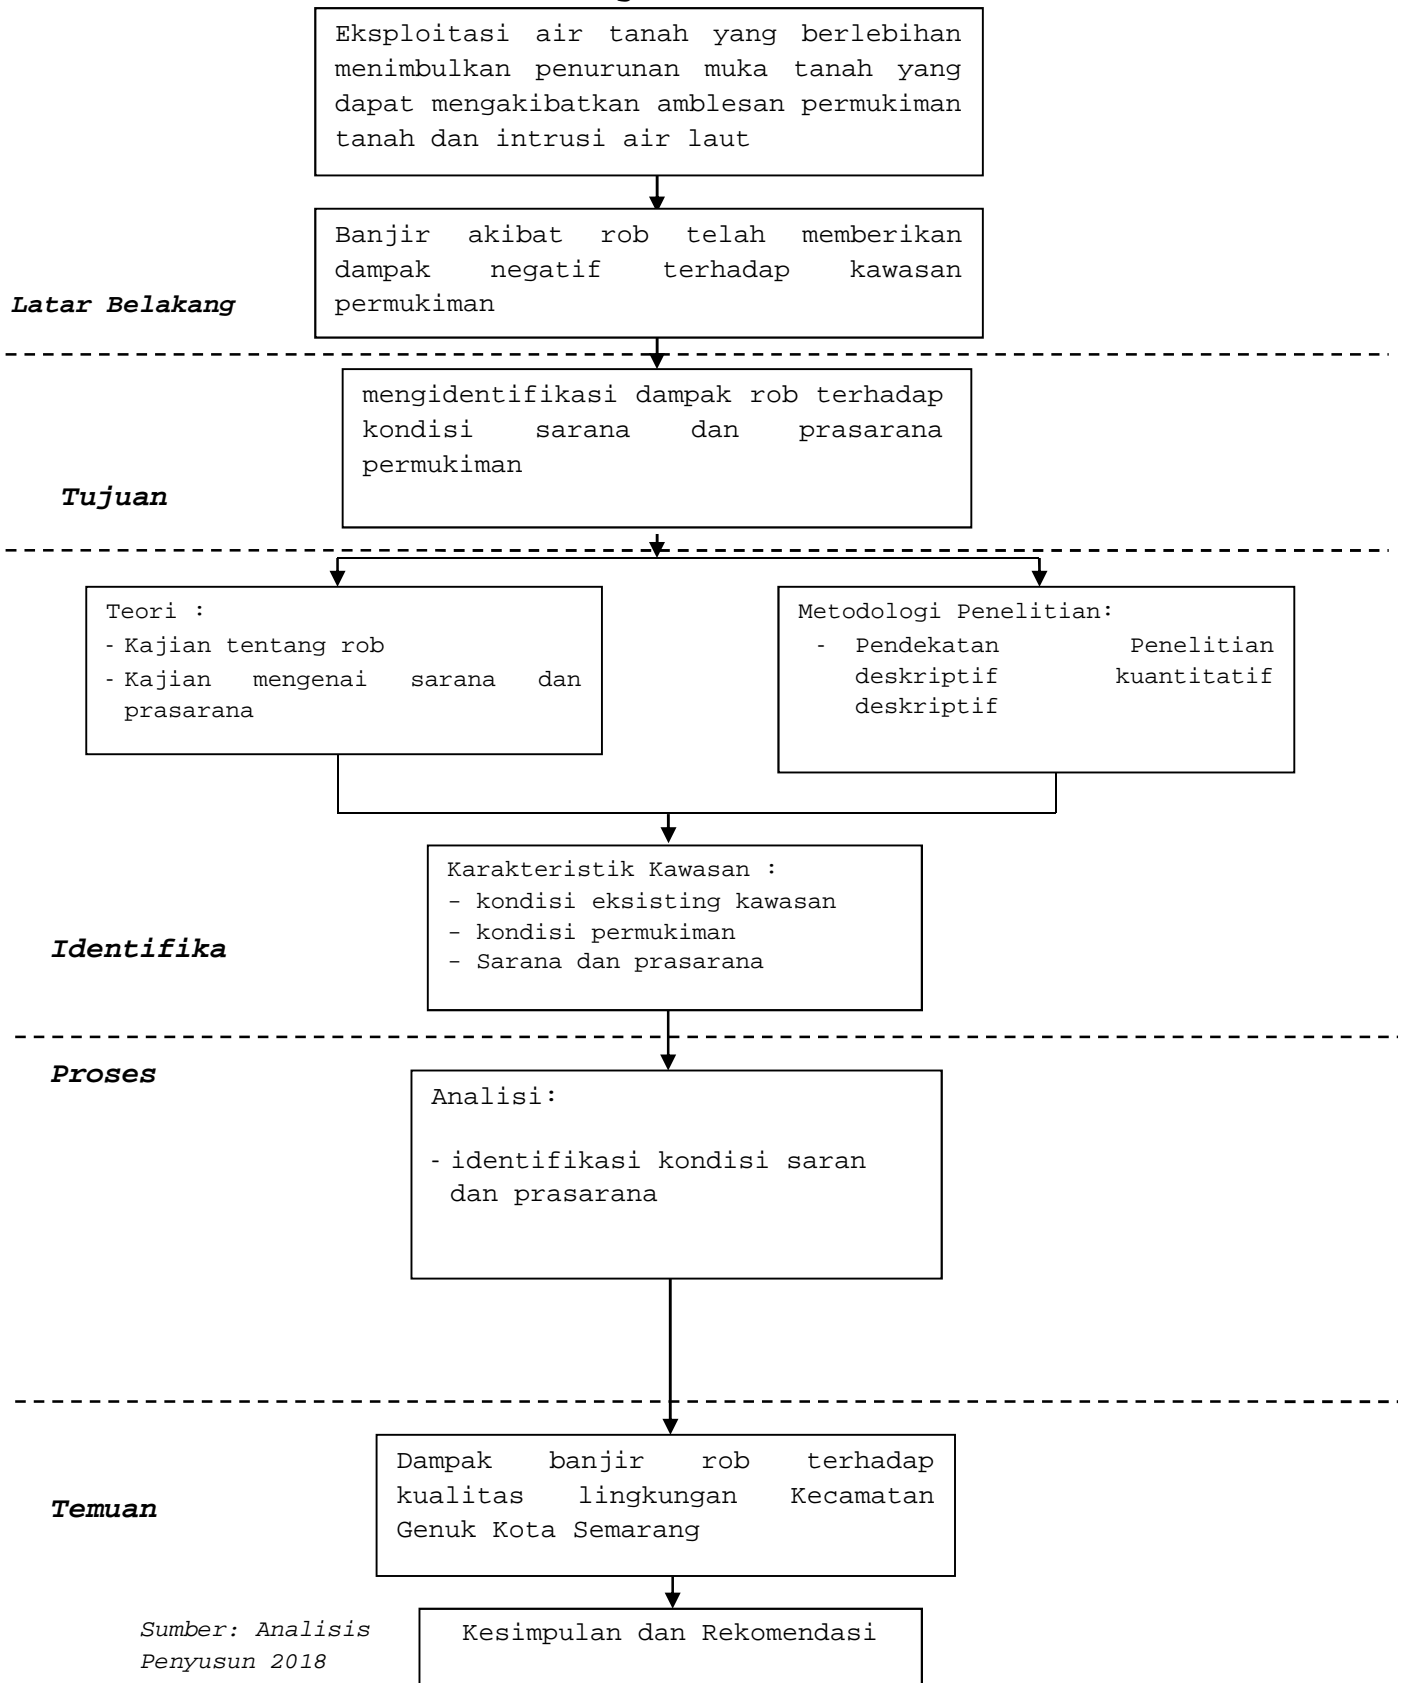 Eksploitasi air tanah yang berlebihan
menimbulkan penurunan muka tanah yang
dapat mengakibatkan amblesan permukiman
tanah dan intrusi air laut
Banjir akibat rob telah memberikan
dampak negatif terhadap kawasan
permukiman
Latar Belakang
mengidentifikasi dampak rob terhadap
kondisi sarana dan prasarana
permukiman
Tujuan
Teori :
- Kajian tentang rob
- Kajian mengenai sarana dan
prasarana
Metodologi Penelitian:
- Pendekatan Penelitian
deskriptif kuantitatif
deskriptif
Karakteristik Kawasan :
- kondisi eksisting kawasan
- kondisi permukiman
- Sarana dan prasarana
Identifika
Proses
Analisi:
- identifikasi kondisi saran
dan prasarana
Dampak banjir rob terhadap
kualitas lingkungan Kecamatan
Genuk Kota Semarang
Temuan
Sumber: Analisis
Penyusun 2018
Kesimpulan dan Rekomendasi